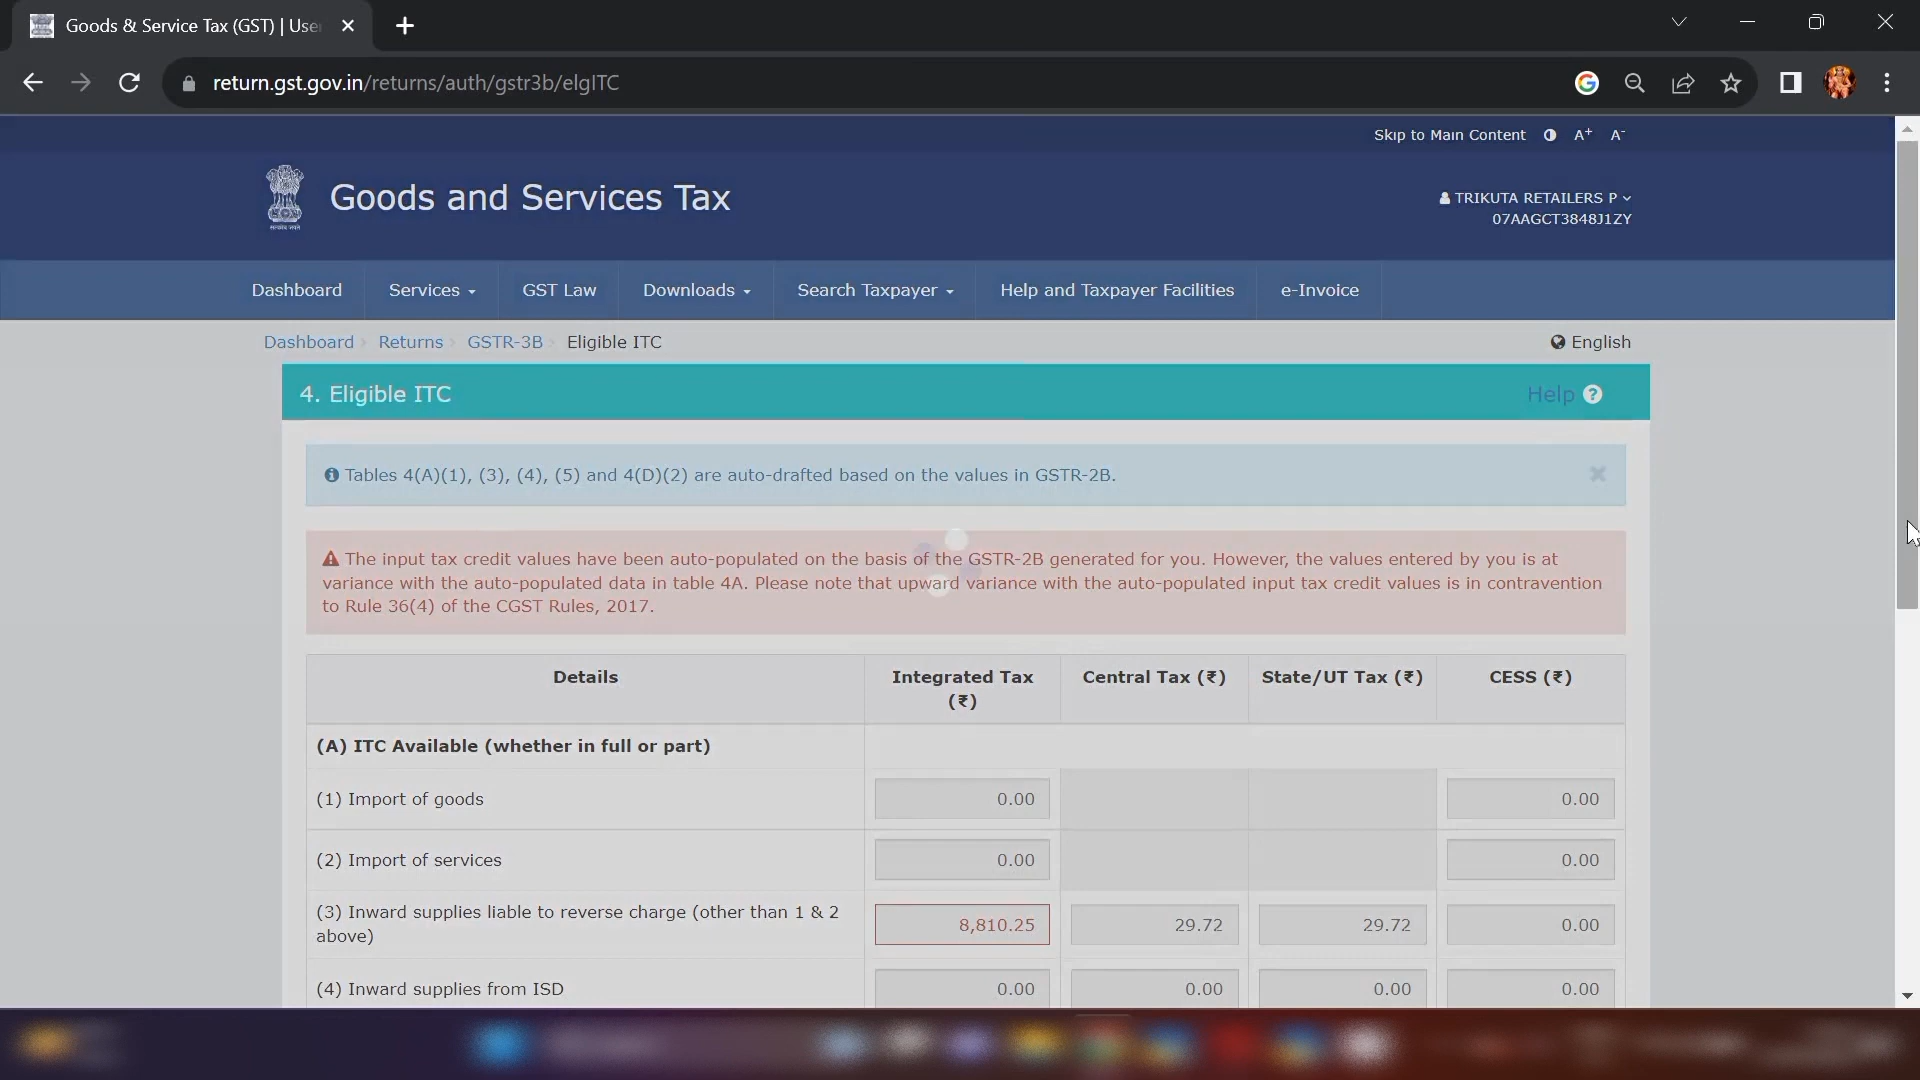 Goods & Service Tax (GST) | Use
return.gst.gov.in/returns/auth/gstr3b/elgITC
Skip to Main Content A+ A-
Goods and Services Tax
सत्यमेव जयते
TRIKUTA RETAILERS P
07AAGCT3848J1ZY
Dashboard Services GST Law Downloads Search Taxpayer Help and Taxpayer Facilities e-Invoice
Dashboard Returns GSTR-3B Eligible ITC English
4. Eligible ITC Help
Tables 4(A)(1), (3), (4), (5) and 4(D)(2) are auto-drafted based on the values in GSTR-2B.
The input tax credit values have been auto-populated on the basis of the GSTR-2B generated for you. However, the values entered by you is at
variance with the auto-populated data in table 4A. Please note that upward variance with the auto-populated input tax credit values is in contravention
to Rule 36(4) of the CGST Rules, 2017.
Details Integrated Tax (₹) Central Tax (₹) State/UT Tax (₹) CESS (₹)
(A) ITC Available (whether in full or part)
(1) Import of goods 0.00 0.00
(2) Import of services 0.00 0.00
(3) Inward supplies liable to reverse charge (other than 1 & 2
above) 8,810.25 29.72 29.72 0.00
(4) Inward supplies from ISD 0.00 0.00 0.00 0.00